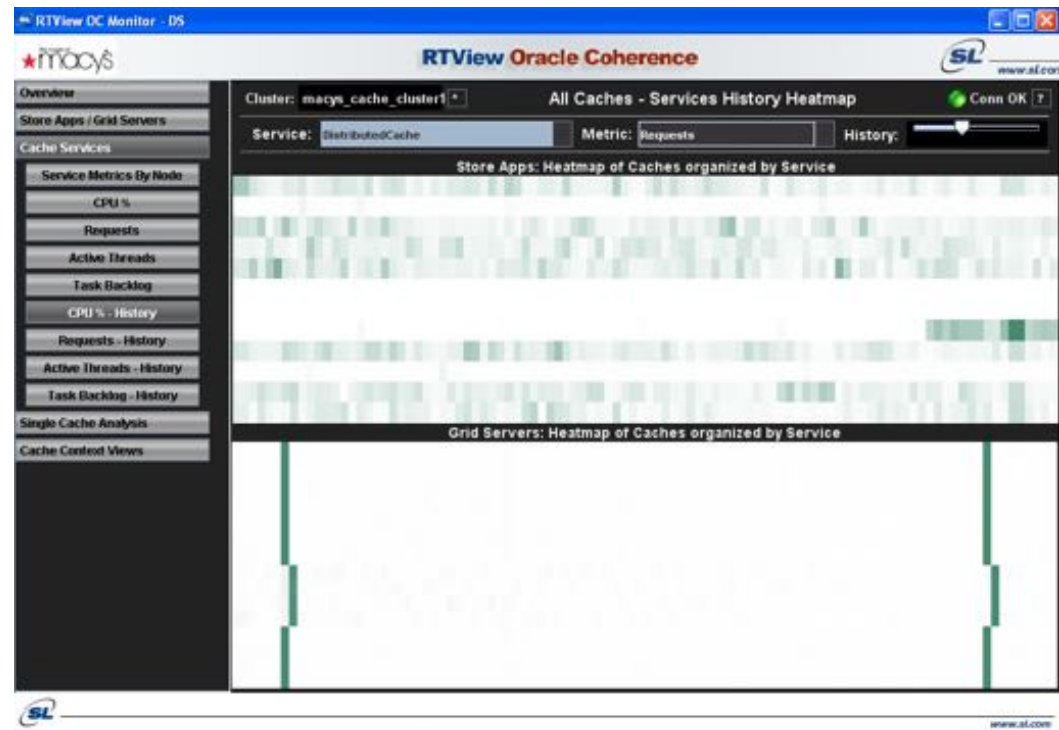 RTView OC Monitor - DS
macys
RTView Oracle Coherence
SL
www.sl.com
Overview
Store Apps / Grid Servers
Cache Services
Service Metrics By Node
CPU %
Requests
Active Threads
Task Backlog
CPU % - History
Requests - History
Active Threads - History
Task Backlog - History
Single Cache Analysis
Cache Context Views
Cluster: macys_cache_cluster1 All Caches - Services History Heatmap Conn OK ?
Service: DistributedCache Metric: Requests History:
Store Apps: Heatmap of Caches organized by Service
Grid Servers: Heatmap of Caches organized by Service
SL
www.sl.com